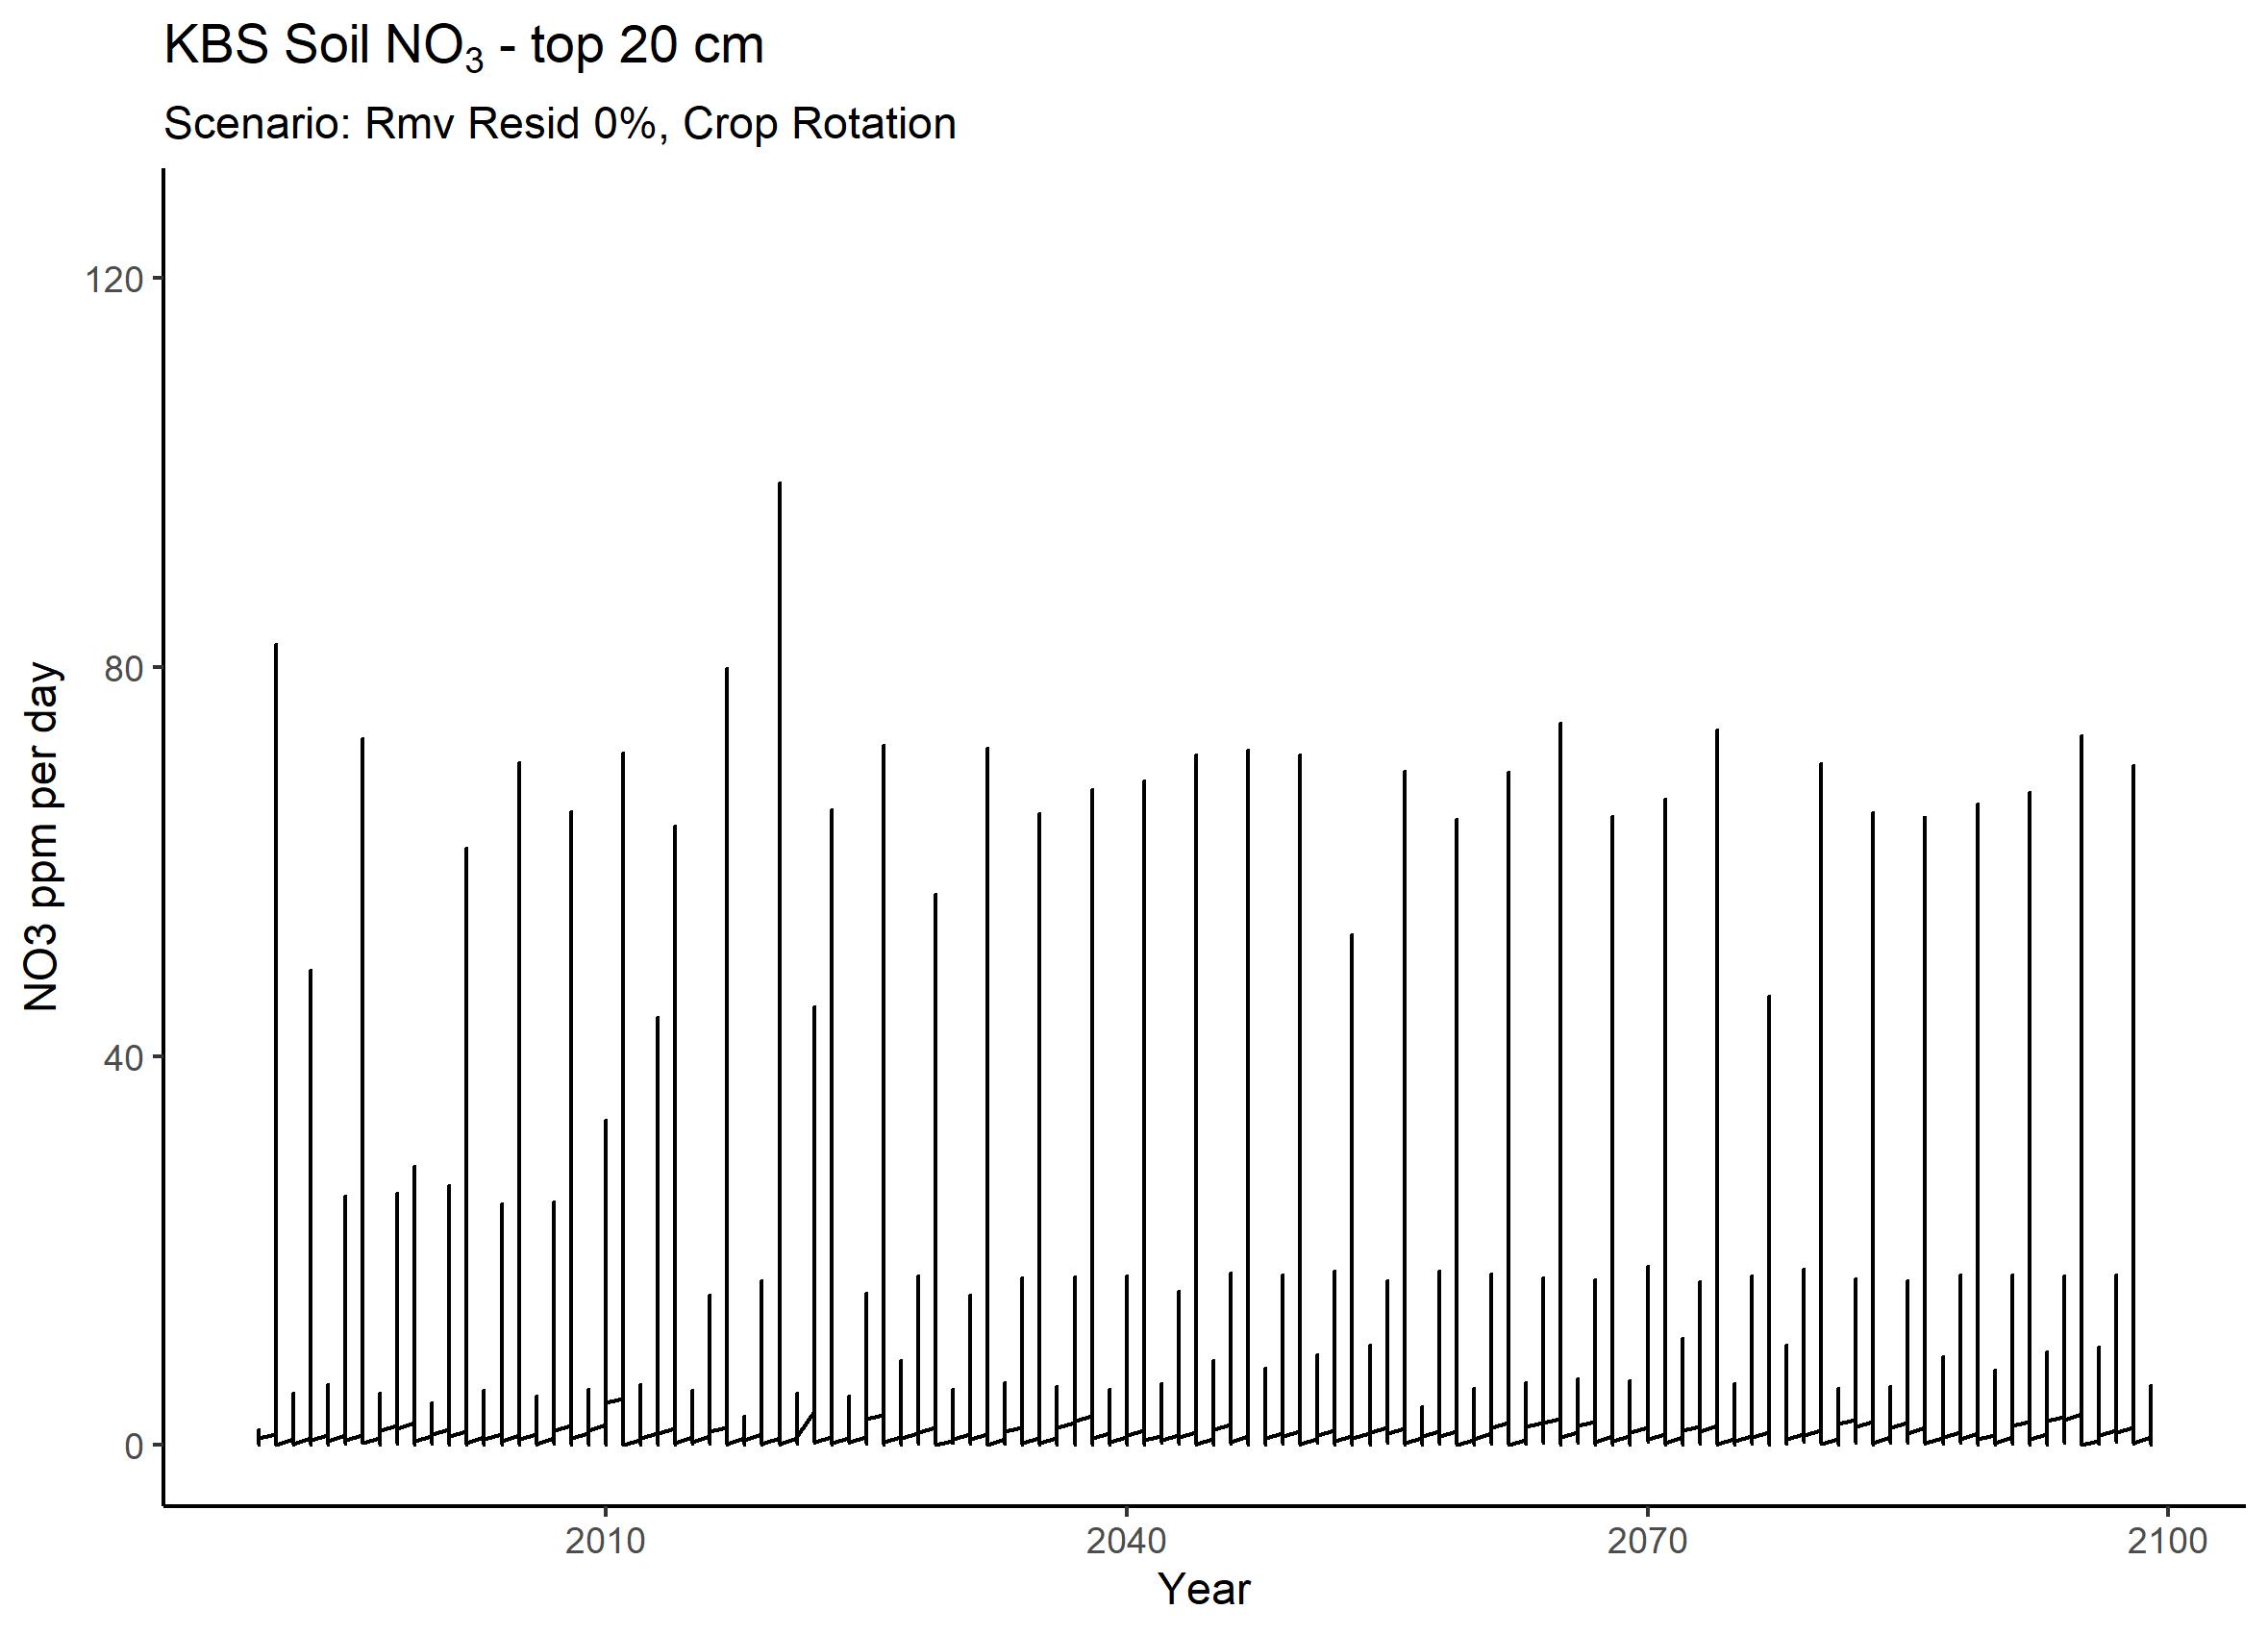 KBS Soil NO₃ - top 20 cm
Scenario: Rmv Resid 0%, Crop Rotation
NO3 ppm per day
120
80
40
0
2010
2040
2070
2100
Year